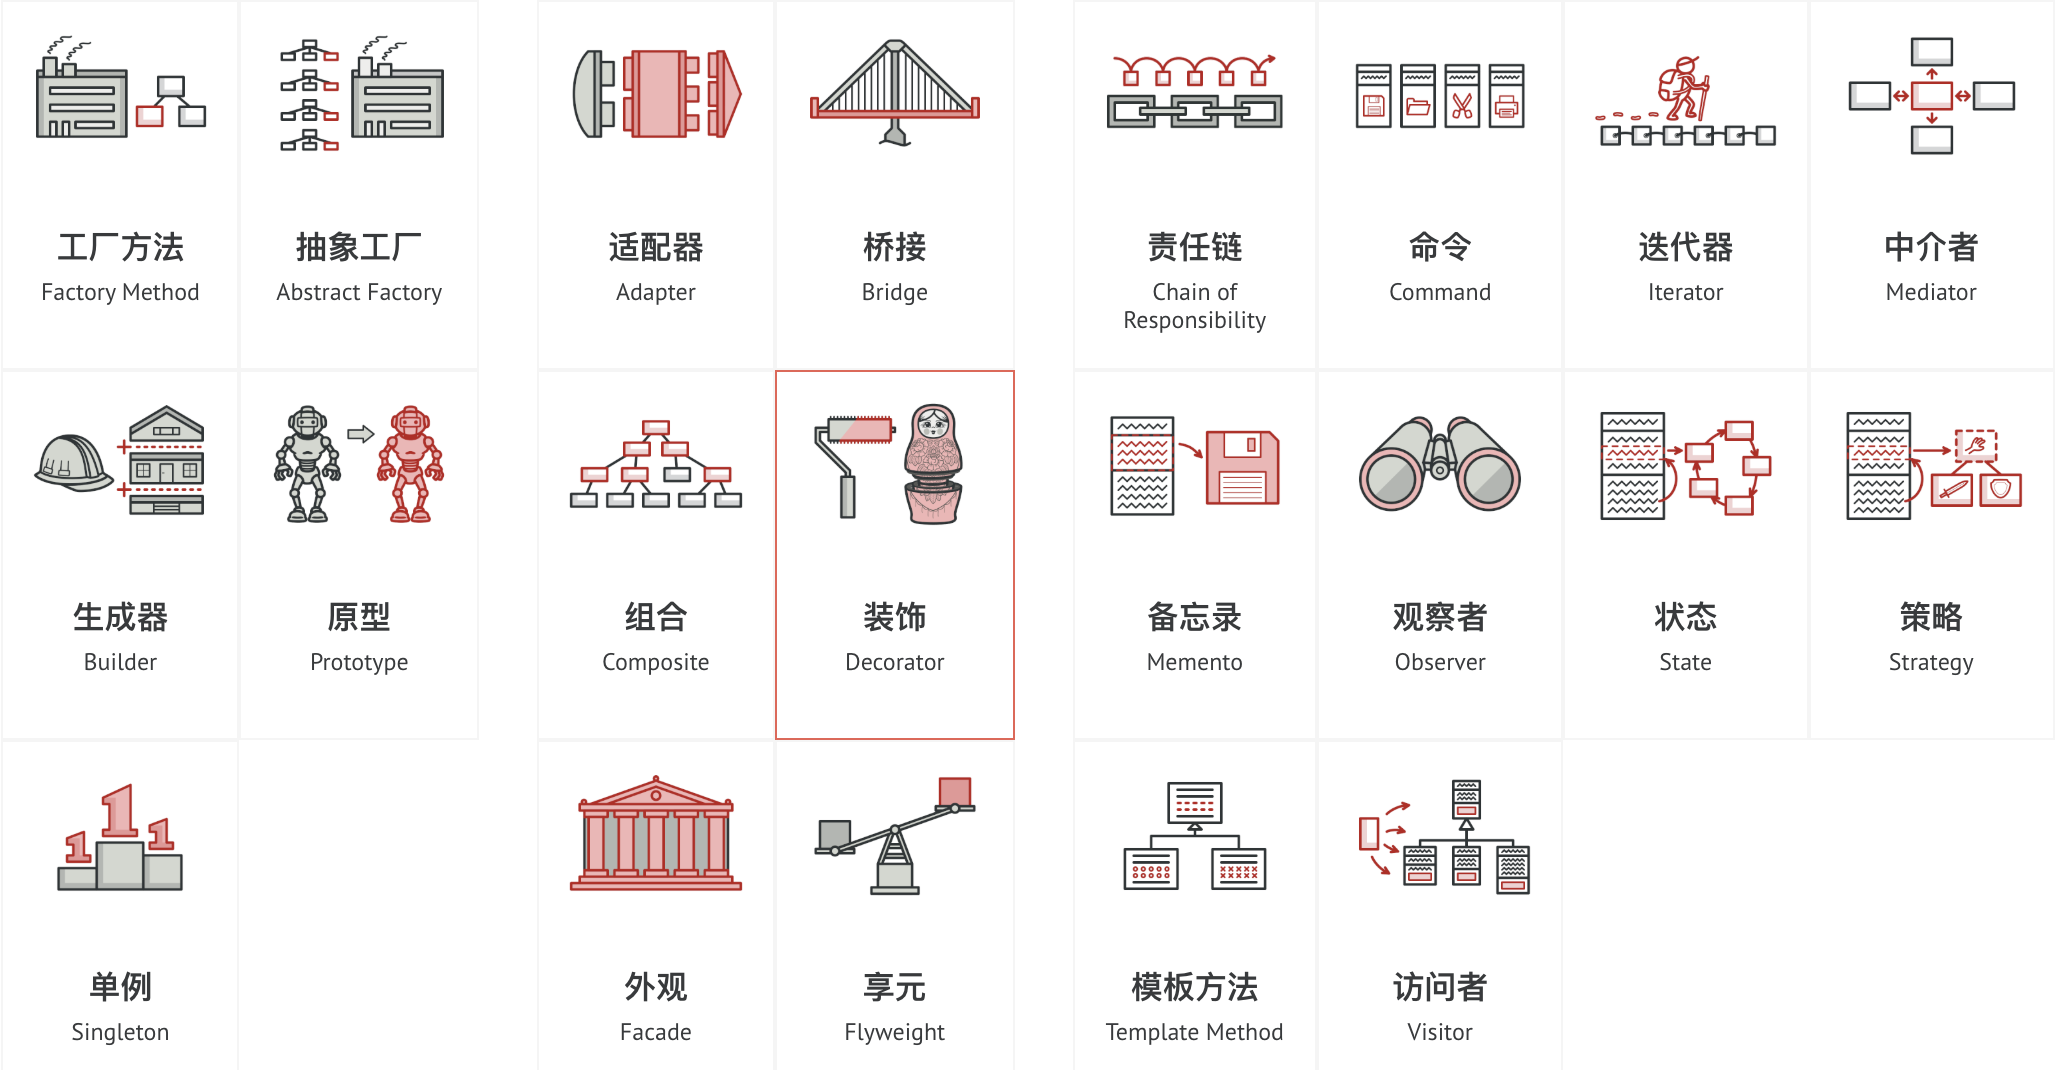 工厂方法
Factory Method
抽象工厂
Abstract Factory
适配器
Adapter
桥接
Bridge
责任链
Chain of
Responsibility
命令
Command
迭代器
Iterator
中介者
Mediator
生成器
Builder
原型
Prototype
组合
Composite
装饰
Decorator
备忘录
Memento
观察者
Observer
状态
State
策略
Strategy
1
1
1
单例
Singleton
外观
Facade
享元
Flyweight
模板方法
Template Method
访问者
Visitor